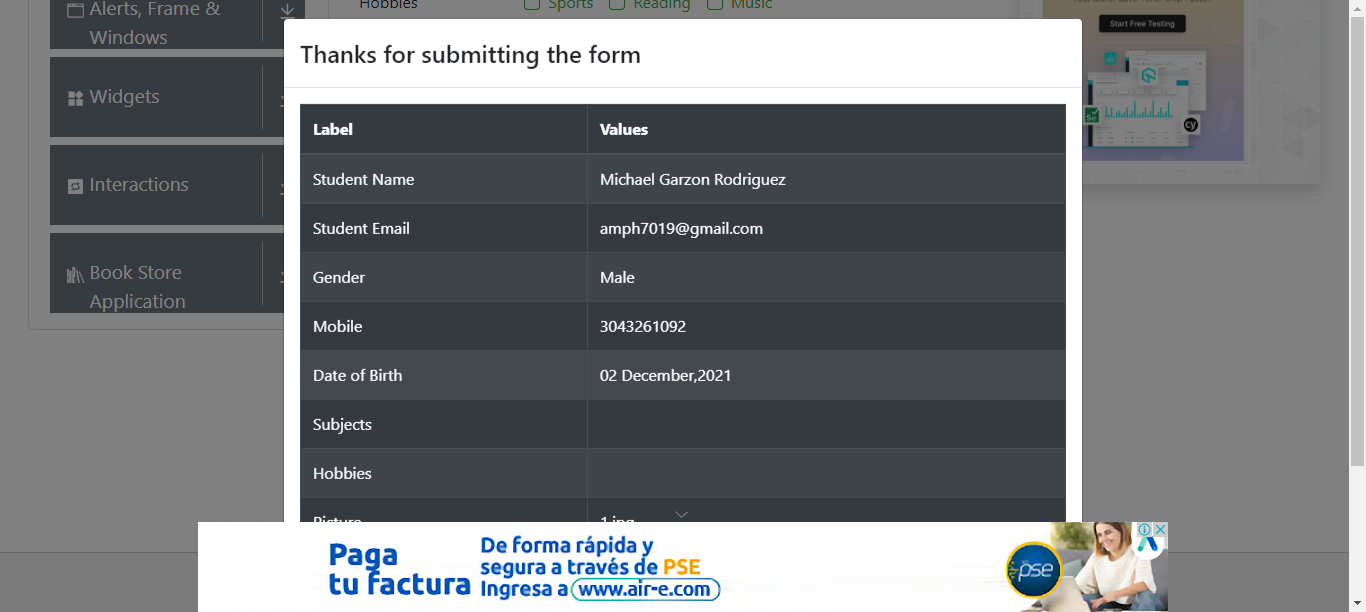 Alerts, Frame &
Windows
Widgets
Interactions
Book Store
Application
Hobbies Sports Reading Music
Start Free Testing
Se
cy
Thanks for submitting the form
Label Values
Student Name Michael Garzon Rodriguez
Student Email amph7019@gmail.com
Gender Male
Mobile 3043261092
Date of Birth 02 December,2021
Subjects
Hobbies
Picture 1.jpg
Paga
tu factura
De forma rápida y
segura a través de PSE
Ingresa a www.air-e.com
pse